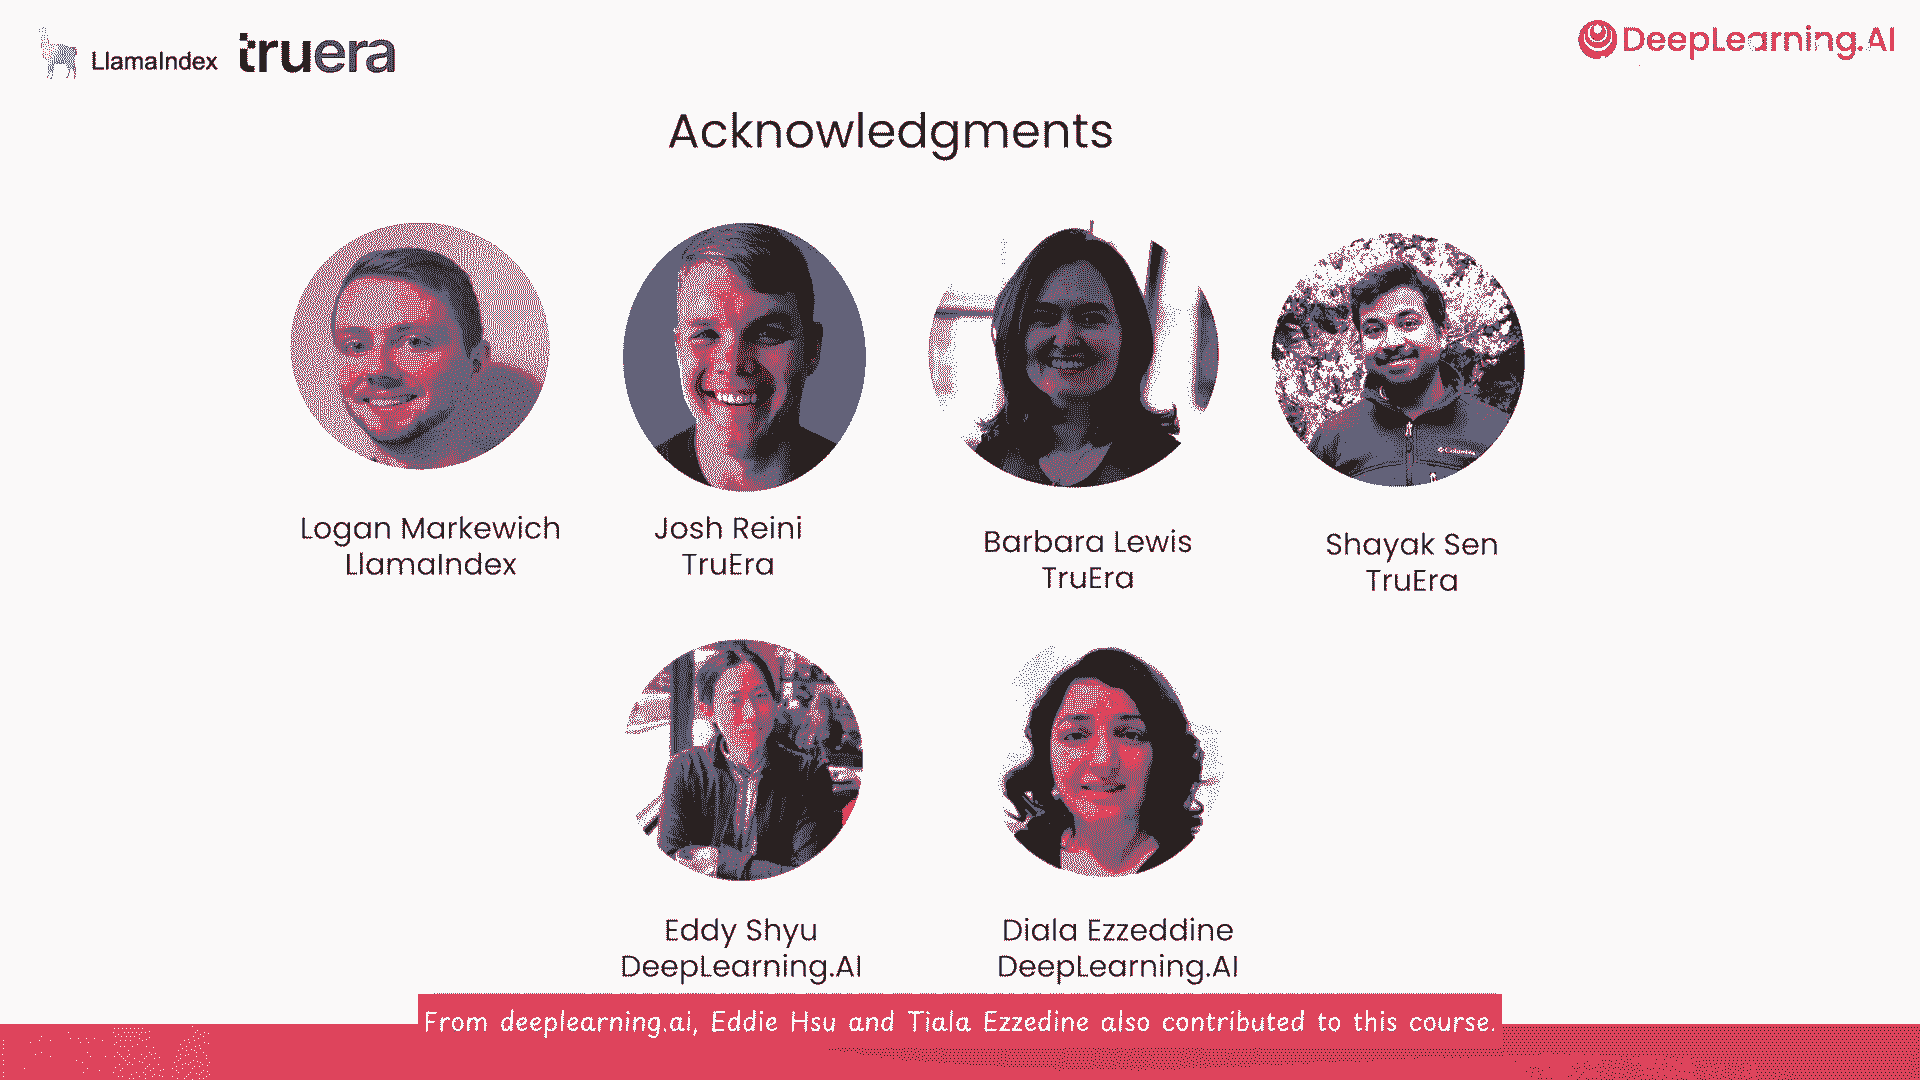 LlamaIndex truera
DeepLearning.AI
Acknowledgments
Logan Markewich
LlamaIndex
Josh Reini
TruEra
Barbara Lewis
TruEra
Shayak Sen
TruEra
Columbia
Eddy Shyu
DeepLearning.AI
Diala Ezzeddine
DeepLearning.AI
From deeplearning.ai, Eddie Hsu and Tiala Ezzedine also contributed to this course.